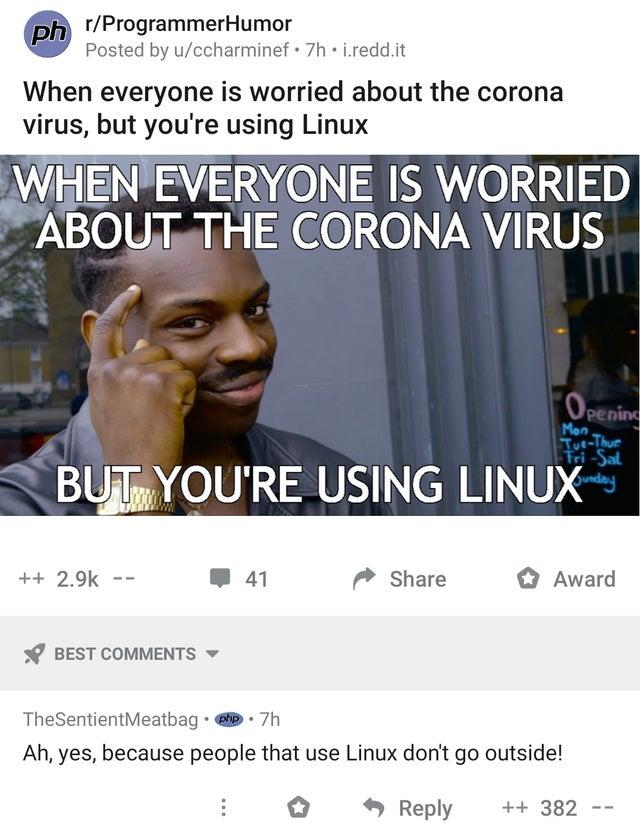 ph r/ProgrammerHumor
Posted by u/ccharminef • 7h • i.redd.it
When everyone is worried about the corona
virus, but you're using Linux
WHEN EVERYONE IS WORRIED
ABOUT THE CORONA VIRUS
Opening
Mon
Tue-Thur
Fri-Sat
Sunday
BUT YOU'RE USING LINUX
++ 2.9k -- 41 Share Award
BEST COMMENTS
TheSentientMeatbag • php • 7h
Ah, yes, because people that use Linux don't go outside!
Reply ++ 382 --